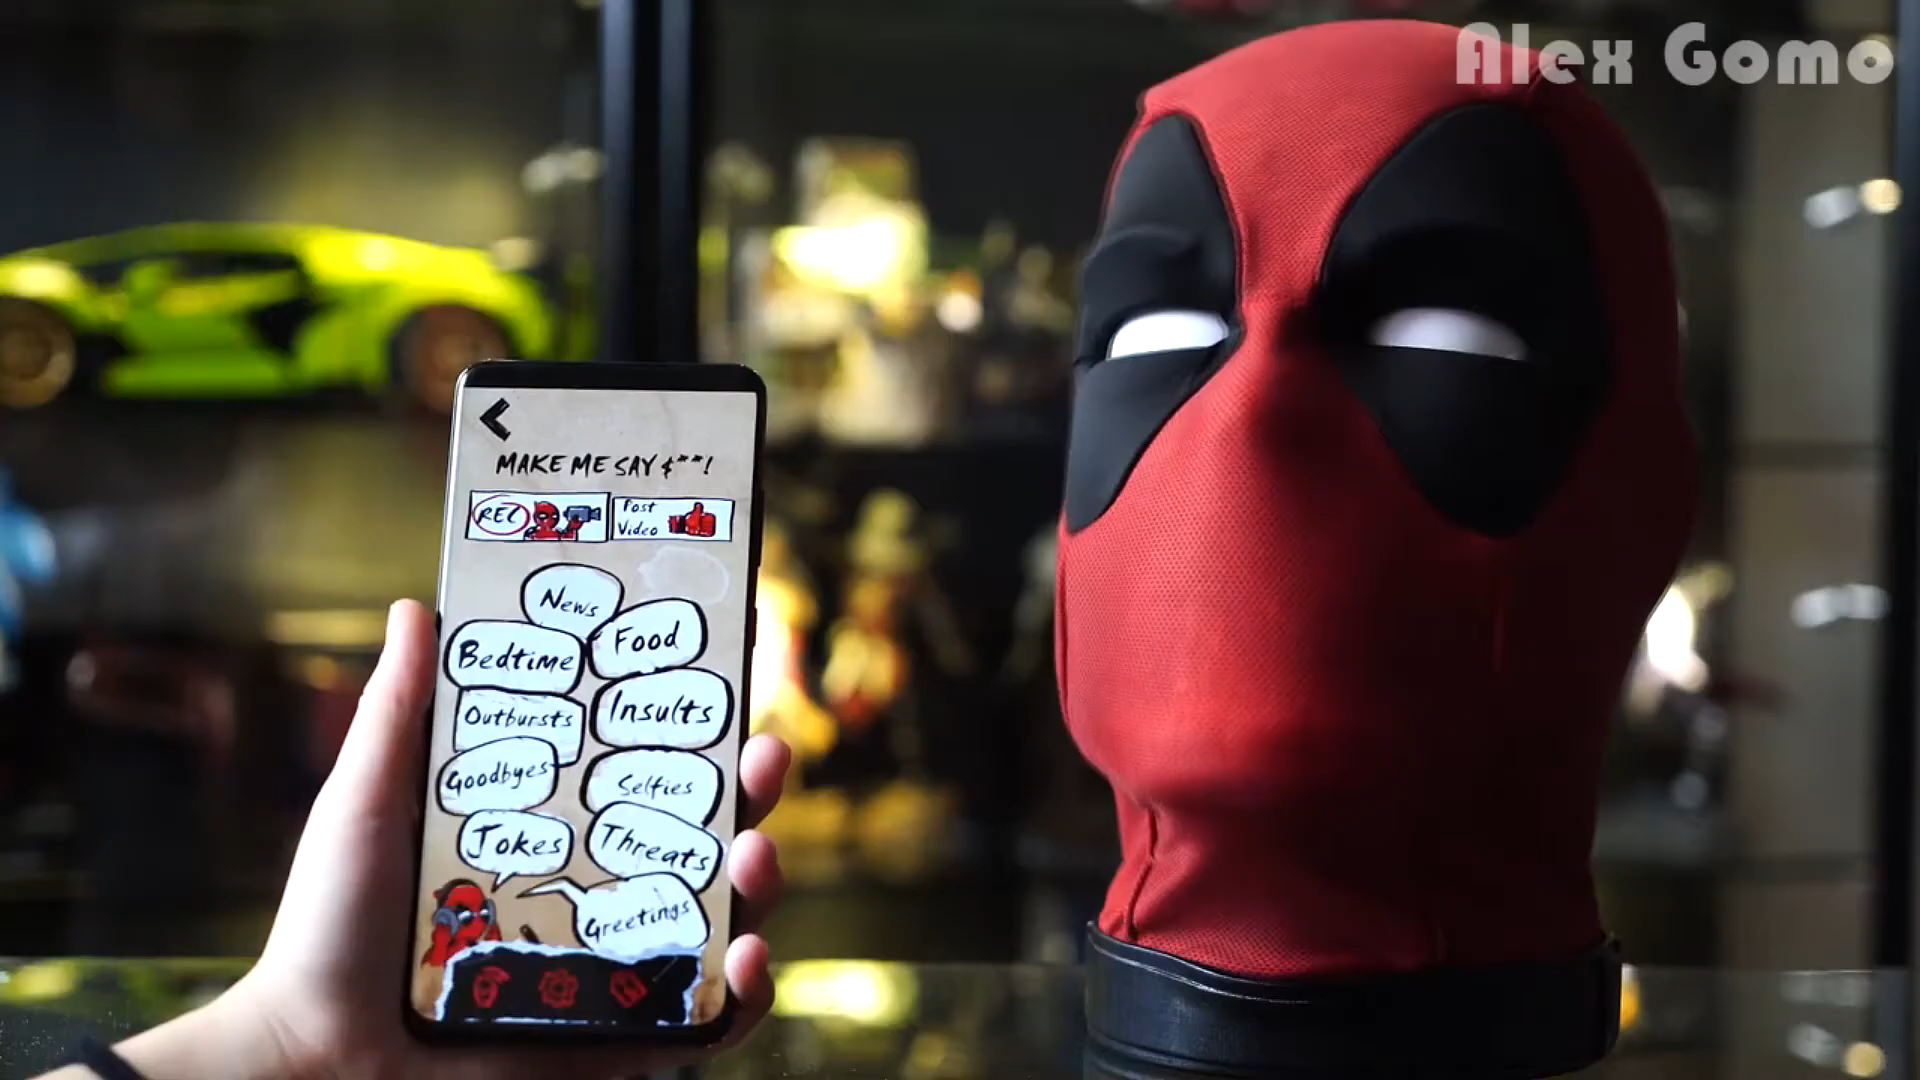 Alex Gomo
MAKE ME SAY $**!
REC
Post
Video
News
Food
Bedtime
Insults
Outbursts
Goodbyes
Selfies
Jokes
Threats
Greetings